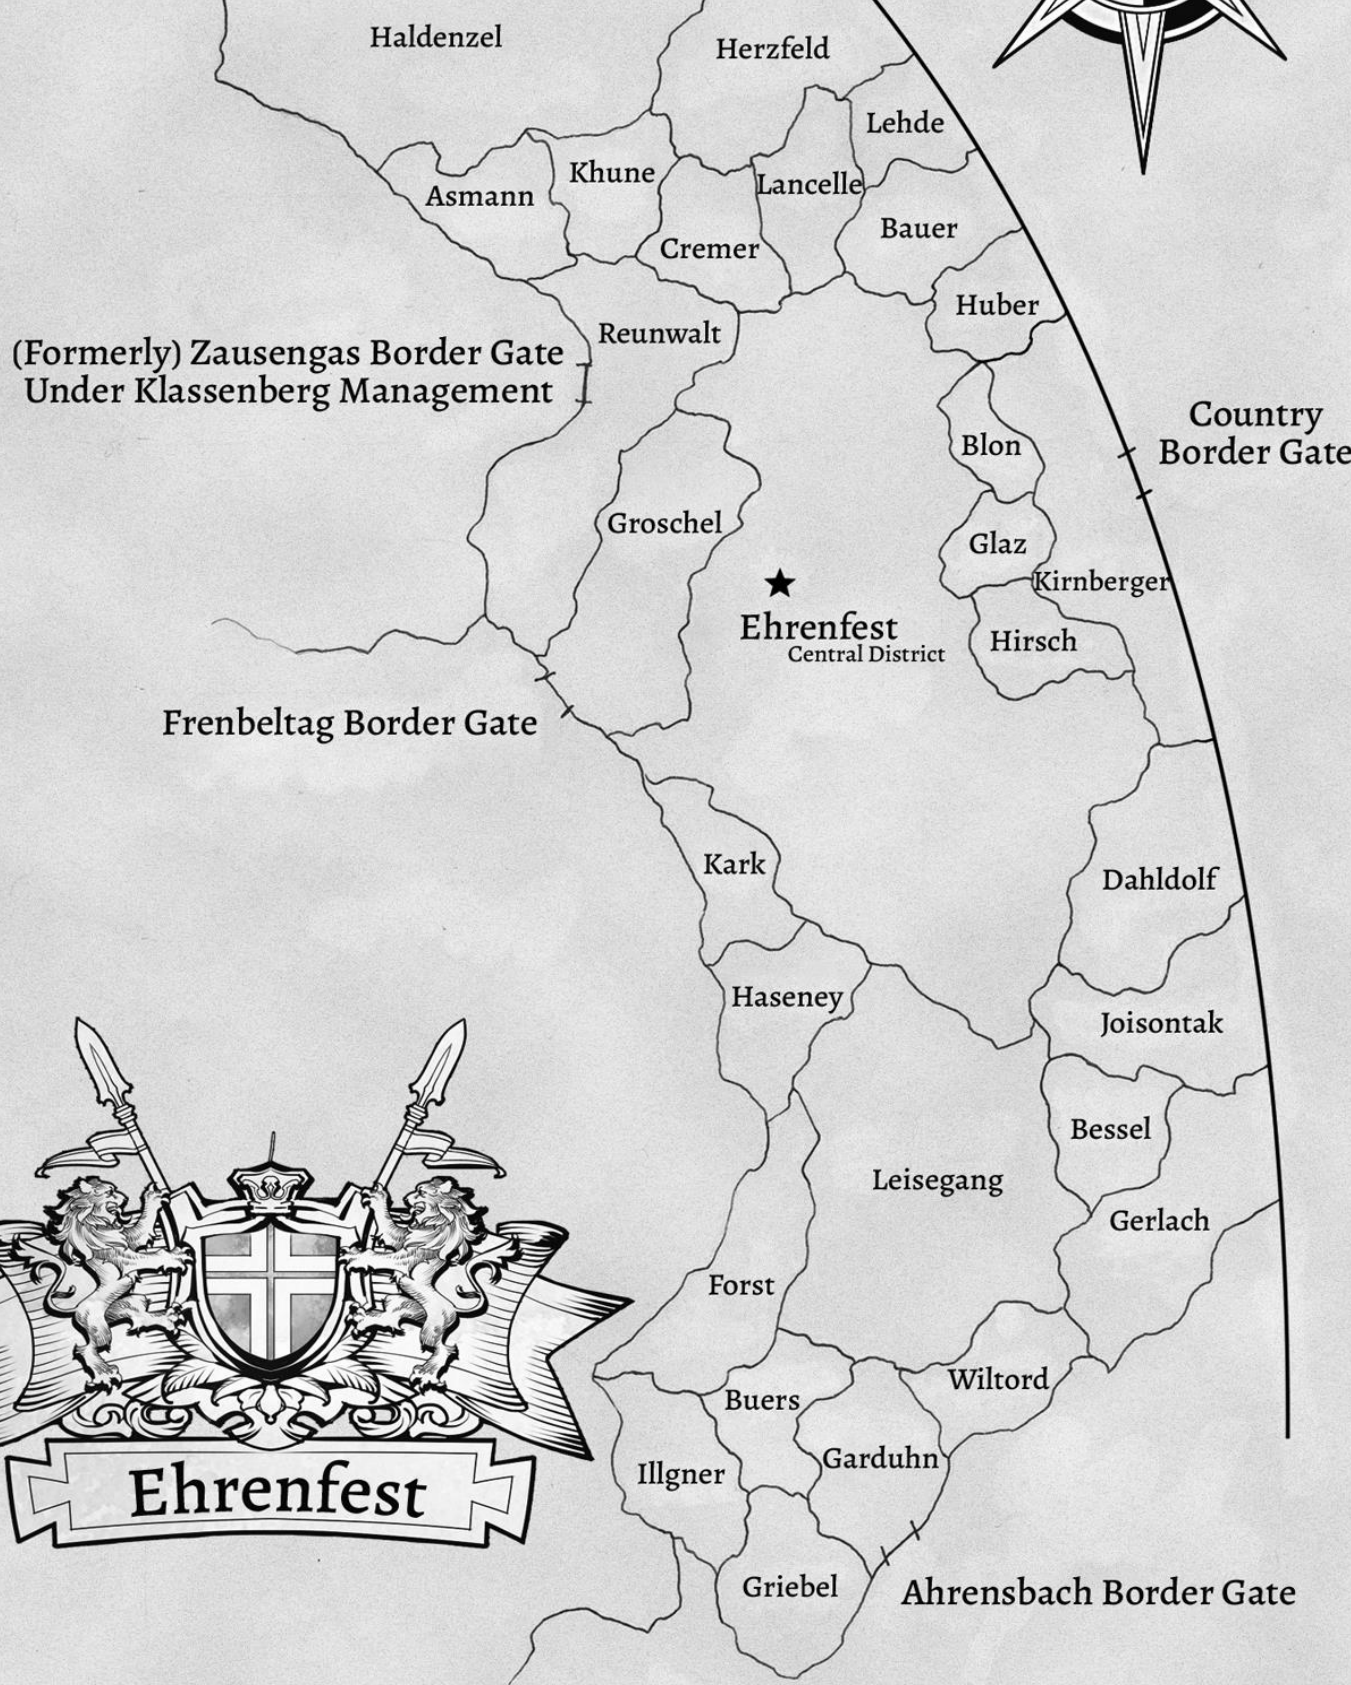 Haldenzel
Herzfeld
Lehde
Khune
Lancelle
Asmann
Bauer
Cremer
Huber
Reunwalt
(Formerly) Zausengas Border Gate
Under Klassenberg Management
Country
Border Gate
Blon
Groschel
Glaz
Kirnberger
Ehrenfest
Central District
Hirsch
Frenbeltag Border Gate
Kark
Dahldolf
Haseney
Joisontak
Bessel
Leisegang
Gerlach
Forst
Wiltord
Buers
Garduhn
Illgner
Ehrenfest
Griebel
Ahrensbach Border Gate